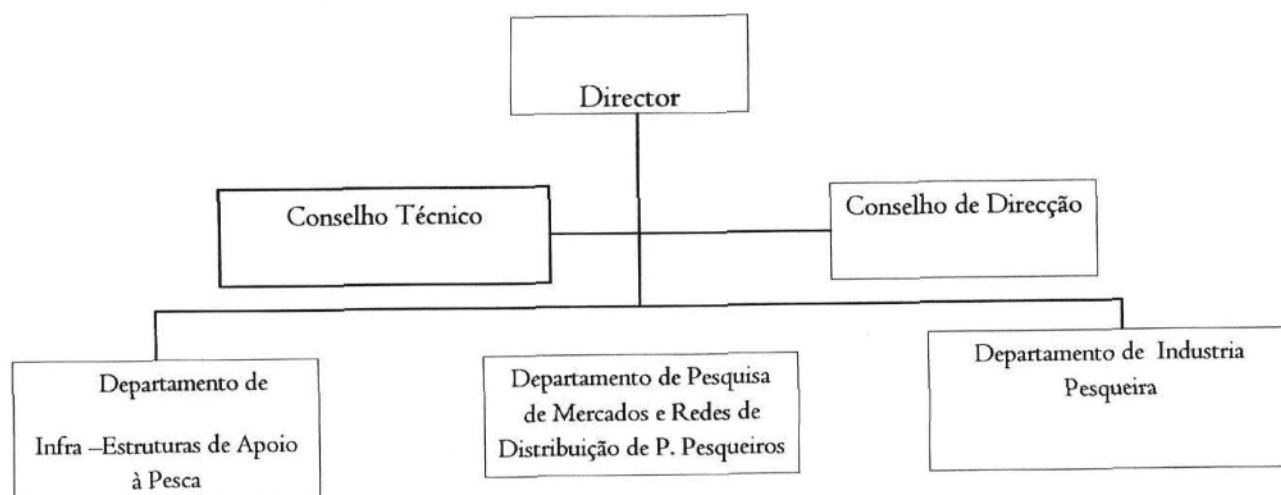 Director
Conselho Técnico
Conselho de Direcção
Departamento de
Infra –Estruturas de Apoio
à Pesca
Departamento de Pesquisa
de Mercados e Redes de
Distribuição de P. Pesqueiros
Departamento de Industria
Pesqueira